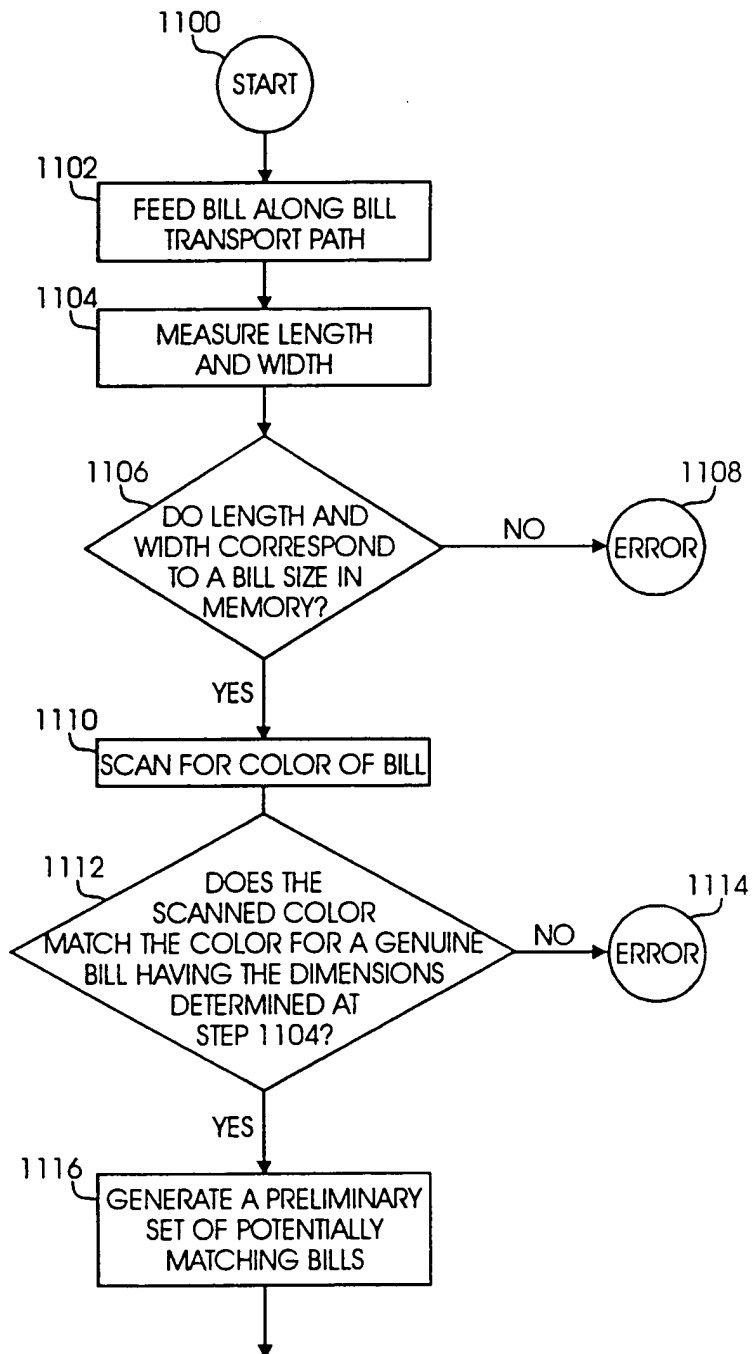 1100
START
1102
FEED BILL ALONG BILL
TRANSPORT PATH
1104
MEASURE LENGTH
AND WIDTH
1106
DO LENGTH AND
WIDTH CORRESPOND
TO A BILL SIZE IN
MEMORY?
NO
1108
ERROR
YES
1110
SCAN FOR COLOR OF BILL
1112
DOES THE
SCANNED COLOR
MATCH THE COLOR FOR A GENUINE
BILL HAVING THE DIMENSIONS
DETERMINED AT
STEP 1104?
NO
1114
ERROR
YES
1116
GENERATE A PRELIMINARY
SET OF POTENTIALLY
MATCHING BILLS